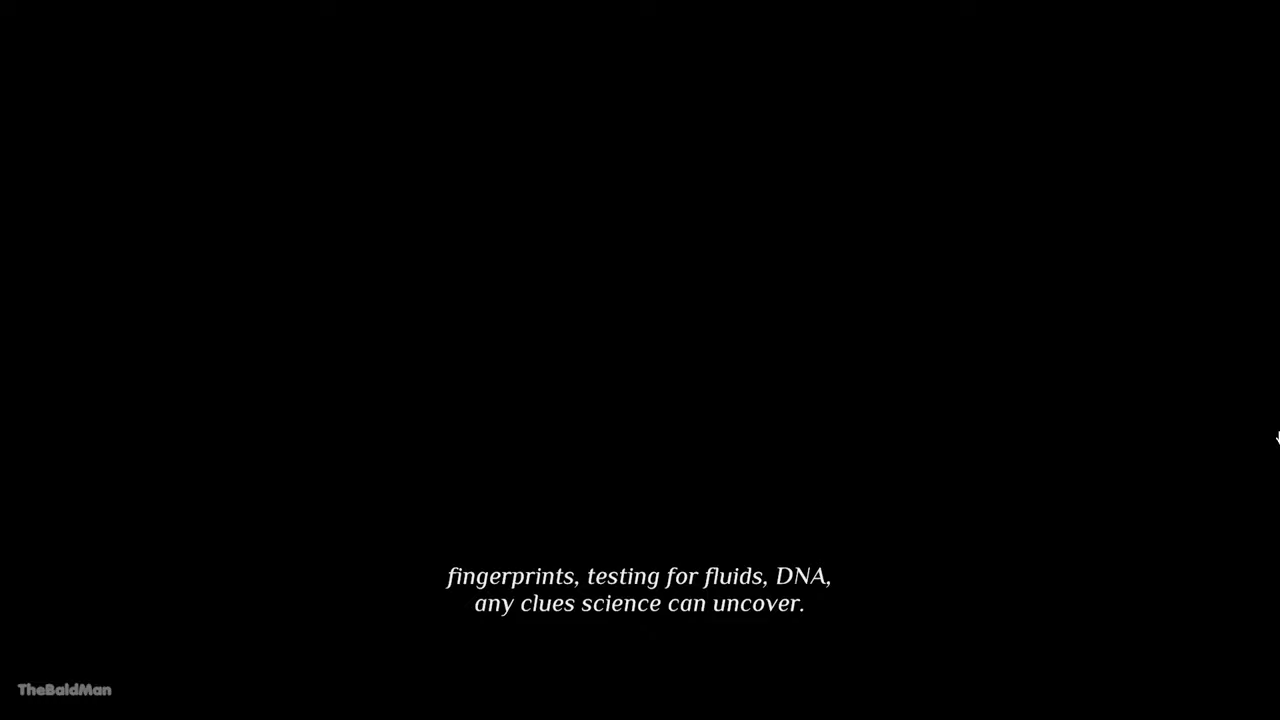 fingerprints, testing for fluids, DNA,
any clues science can uncover.
TheBaldMan